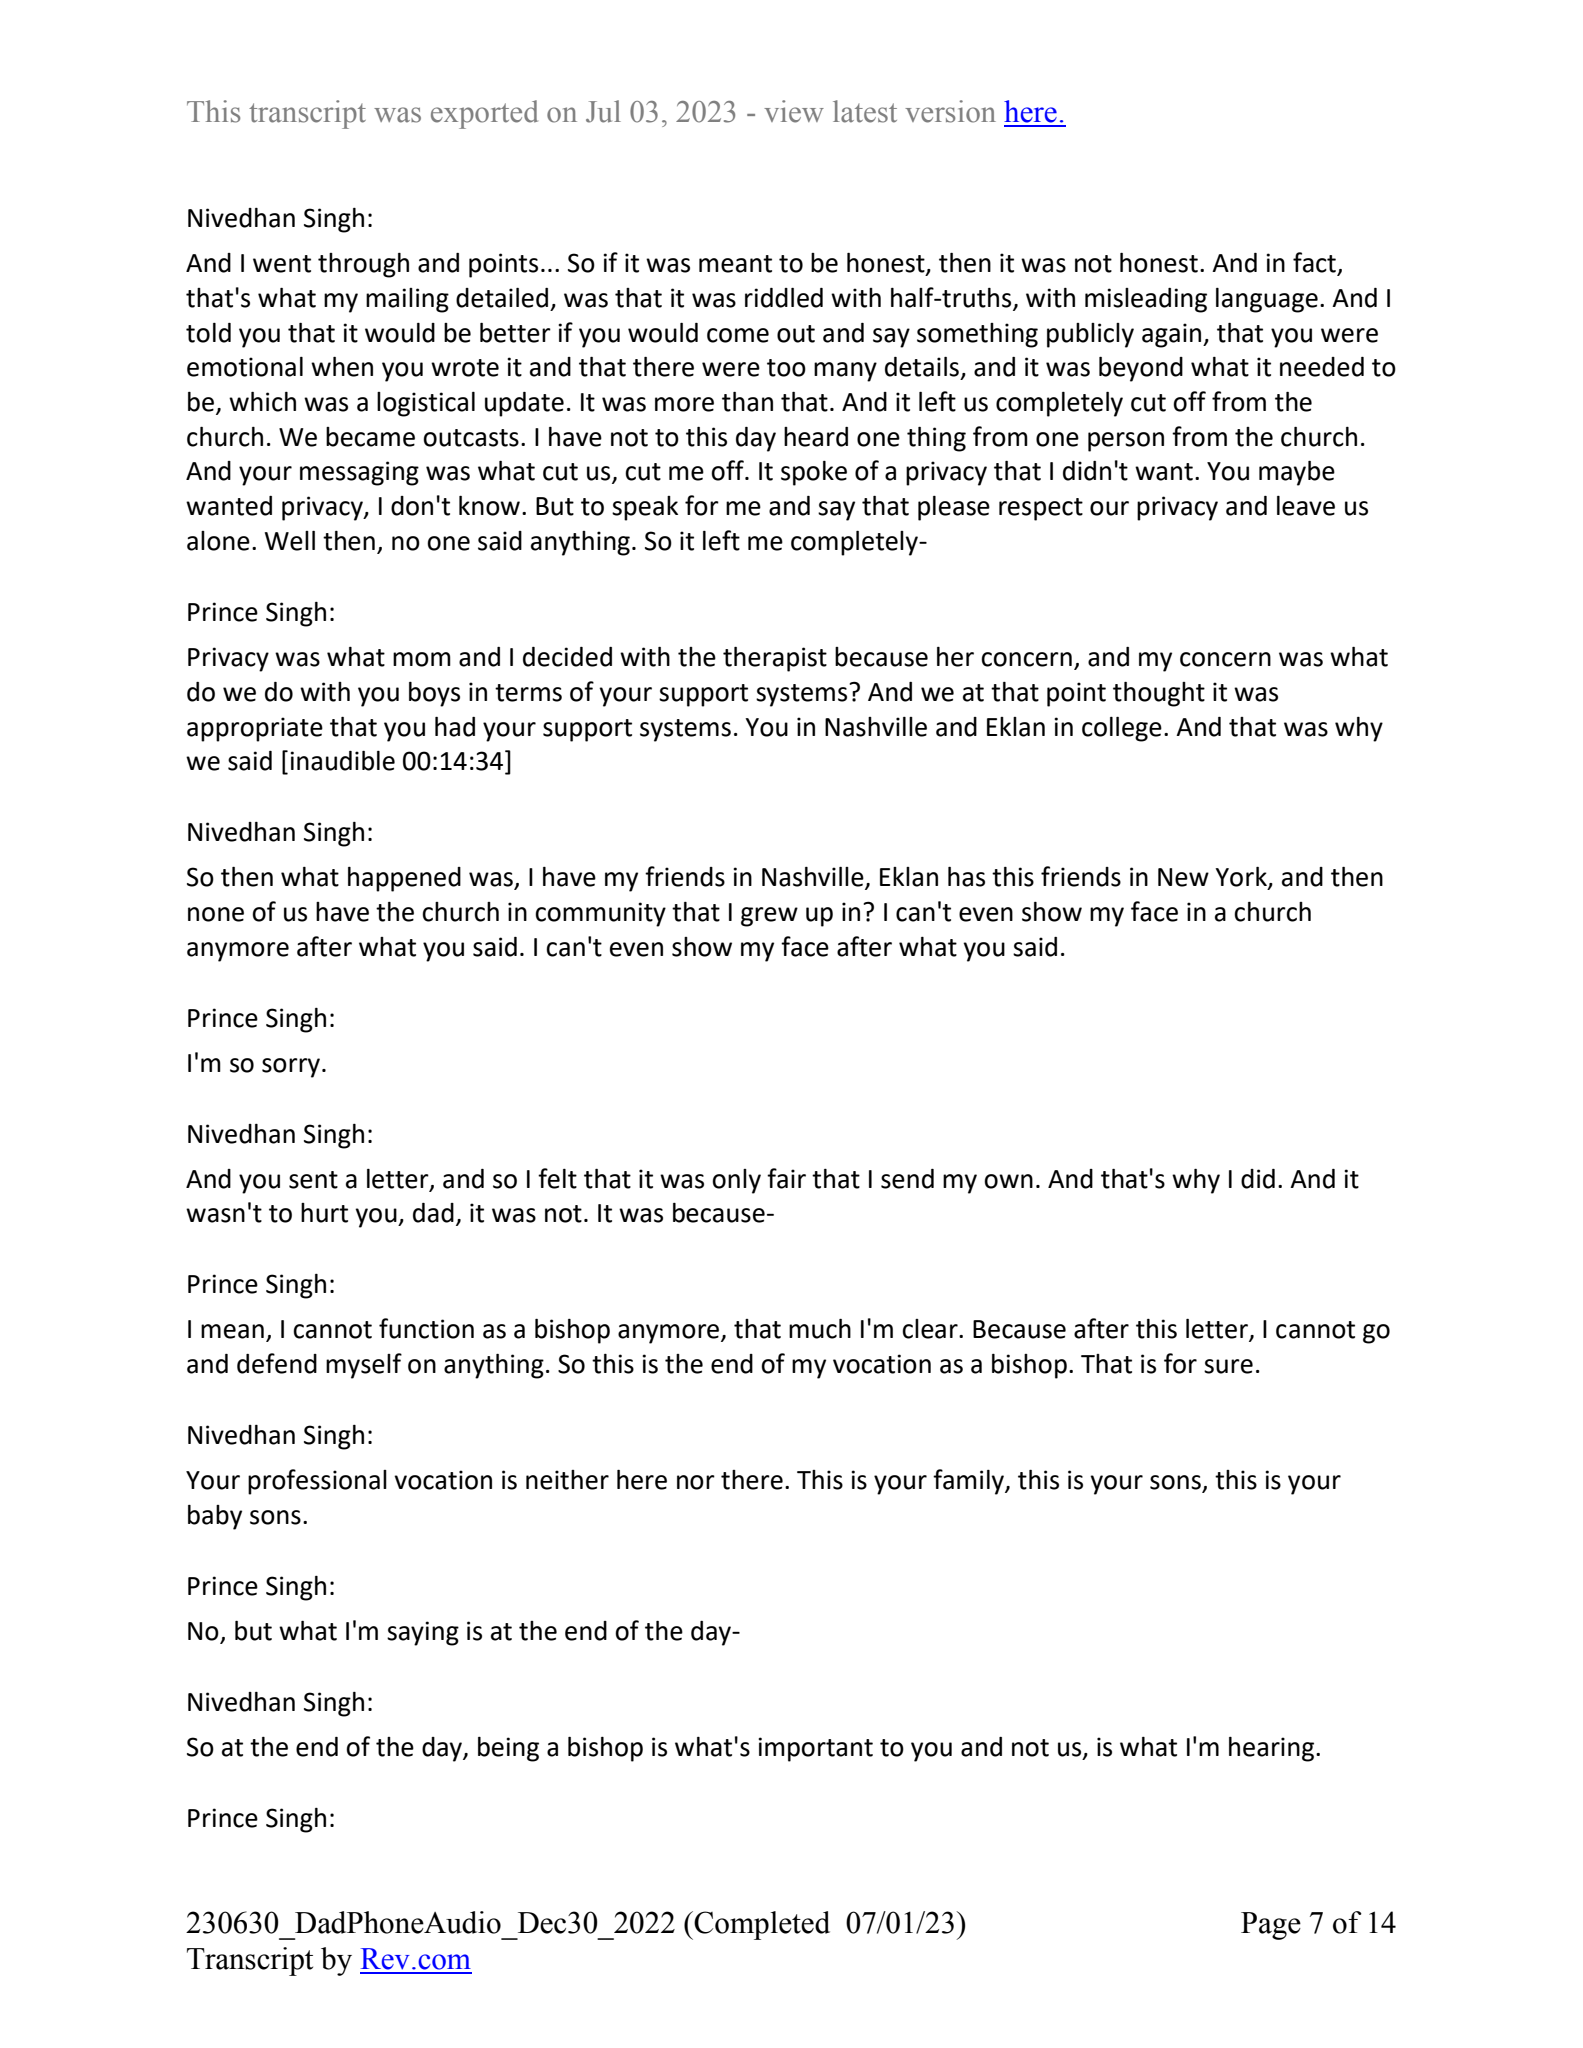 This transcript was exported on Jul 03, 2023 - view latest version here.
Nivedhan Singh:
And I went through and points... So if it was meant to be honest, then it was not honest. And in fact,
that's what my mailing detailed, was that it was riddled with half-truths, with misleading language. And I
told you that it would be better if you would come out and say something publicly again, that you were
emotional when you wrote it and that there were too many details, and it was beyond what it needed to
be, which was a logistical update. It was more than that. And it left us completely cut off from the
church. We became outcasts. I have not to this day heard one thing from one person from the church.
And your messaging was what cut us, cut me off. It spoke of a privacy that I didn't want. You maybe
wanted privacy, I don't know. But to speak for me and say that please respect our privacy and leave us
alone. Well then, no one said anything. So it left me completely-
Prince Singh:
Privacy was what mom and I decided with the therapist because her concern, and my concern was what
do we do with you boys in terms of your support systems? And we at that point thought it was
appropriate that you had your support systems. You in Nashville and Eklan in college. And that was why
we said [inaudible 00:14:34]
Nivedhan Singh:
So then what happened was, I have my friends in Nashville, Eklan has this friends in New York, and then
none of us have the church in community that I grew up in? I can't even show my face in a church
anymore after what you said. I can't even show my face after what you said.
Prince Singh:
I'm so sorry.
Nivedhan Singh:
And you sent a letter, and so I felt that it was only fair that I send my own. And that's why I did. And it
wasn't to hurt you, dad, it was not. It was because-
Prince Singh:
I mean, I cannot function as a bishop anymore, that much I'm clear. Because after this letter, I cannot go
and defend myself on anything. So this is the end of my vocation as a bishop. That is for sure.
Nivedhan Singh:
Your professional vocation is neither here nor there. This is your family, this is your sons, this is your
baby sons.
Prince Singh:
No, but what I'm saying is at the end of the day-
Nivedhan Singh:
So at the end of the day, being a bishop is what's important to you and not us, is what I'm hearing.
Prince Singh:
230630_DadPhoneAudio_Dec30_2022 (Completed 07/01/23) Page 7 of 14
Transcript by Rev.com